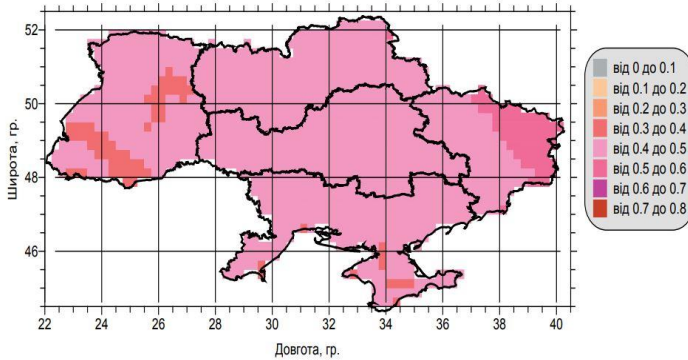 52
50
48
46
22 24 26 28 30 32 34 36 38 40
Широта, гр.
Довгота, гр.
від 0 до 0.1
від 0.1 до 0.2
від 0.2 до 0.3
від 0.3 до 0.4
від 0.4 до 0.5
від 0.5 до 0.6
від 0.6 до 0.7
від 0.7 до 0.8